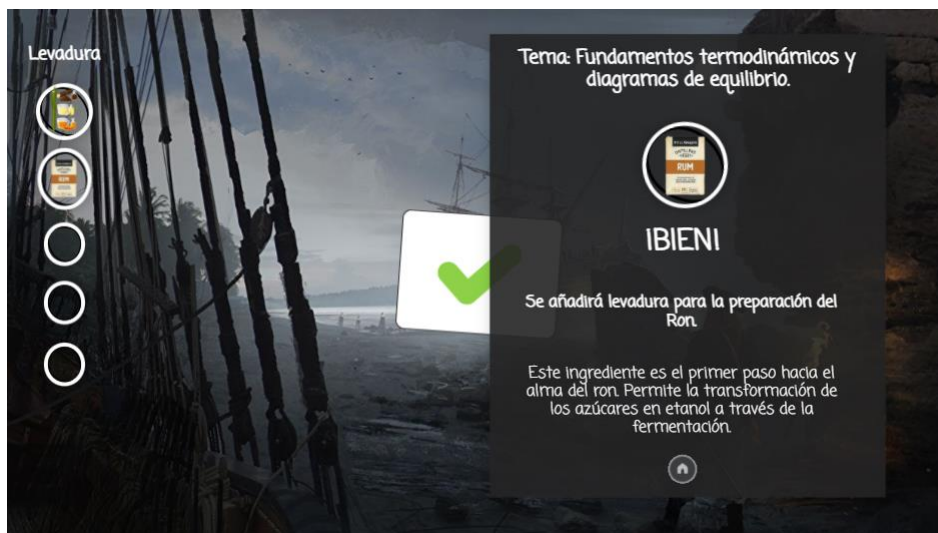 Levadura
Tema: Fundamentos termodinámicos y
diagramas de equilibrio.
RUM
¡BIEN!
Se añadirá levadura para la preparación del
Ron.
Este ingrediente es el primer paso hacia el
alma del ron. Permite la transformación de
los azúcares en etanol a través de la
fermentación.